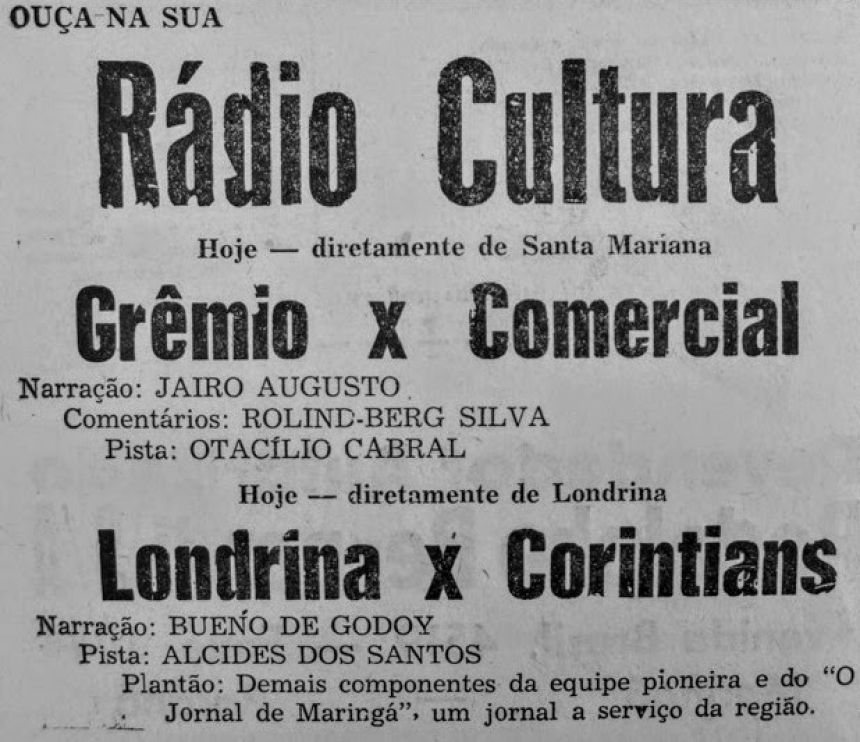 OUÇA NA SUA
Rádio Cultura
Hoje — diretamente de Santa Mariana
Grêmio x Comercial
Narração: JAIRO AUGUSTO
Comentários: ROLIND-BERG SILVA
Pista: OTACÍLIO CABRAL
Hoje — diretamente de Londrina
Londrina x Corintians
Narração: BUENO DE GODOY
Pista: ALCIDES DOS SANTOS
Plantão: Demais componentes da equipe pioneira e do “O
Jornal de Maringá”, um jornal a serviço da região.